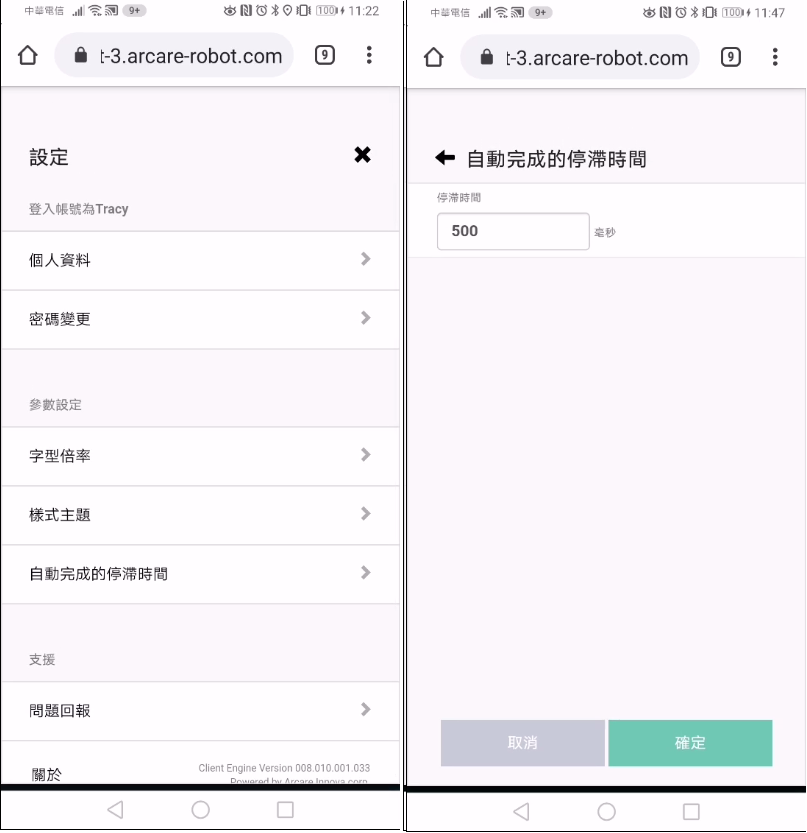 中華電信 9+ 100 11:22
t-3.arcare-robot.com 9
設定
登入帳號為Tracy
個人資料
密碼變更
參數設定
字型倍率
樣式主題
自動完成的停滯時間
支援
問題回報
關於
Client Engine Version 008.010.001.033
Powered by Arcare Innova corp.
中華電信 9+ 100 11:47
t-3.arcare-robot.com 9
自動完成的停滯時間
停滯時間
500 毫秒
取消 確定